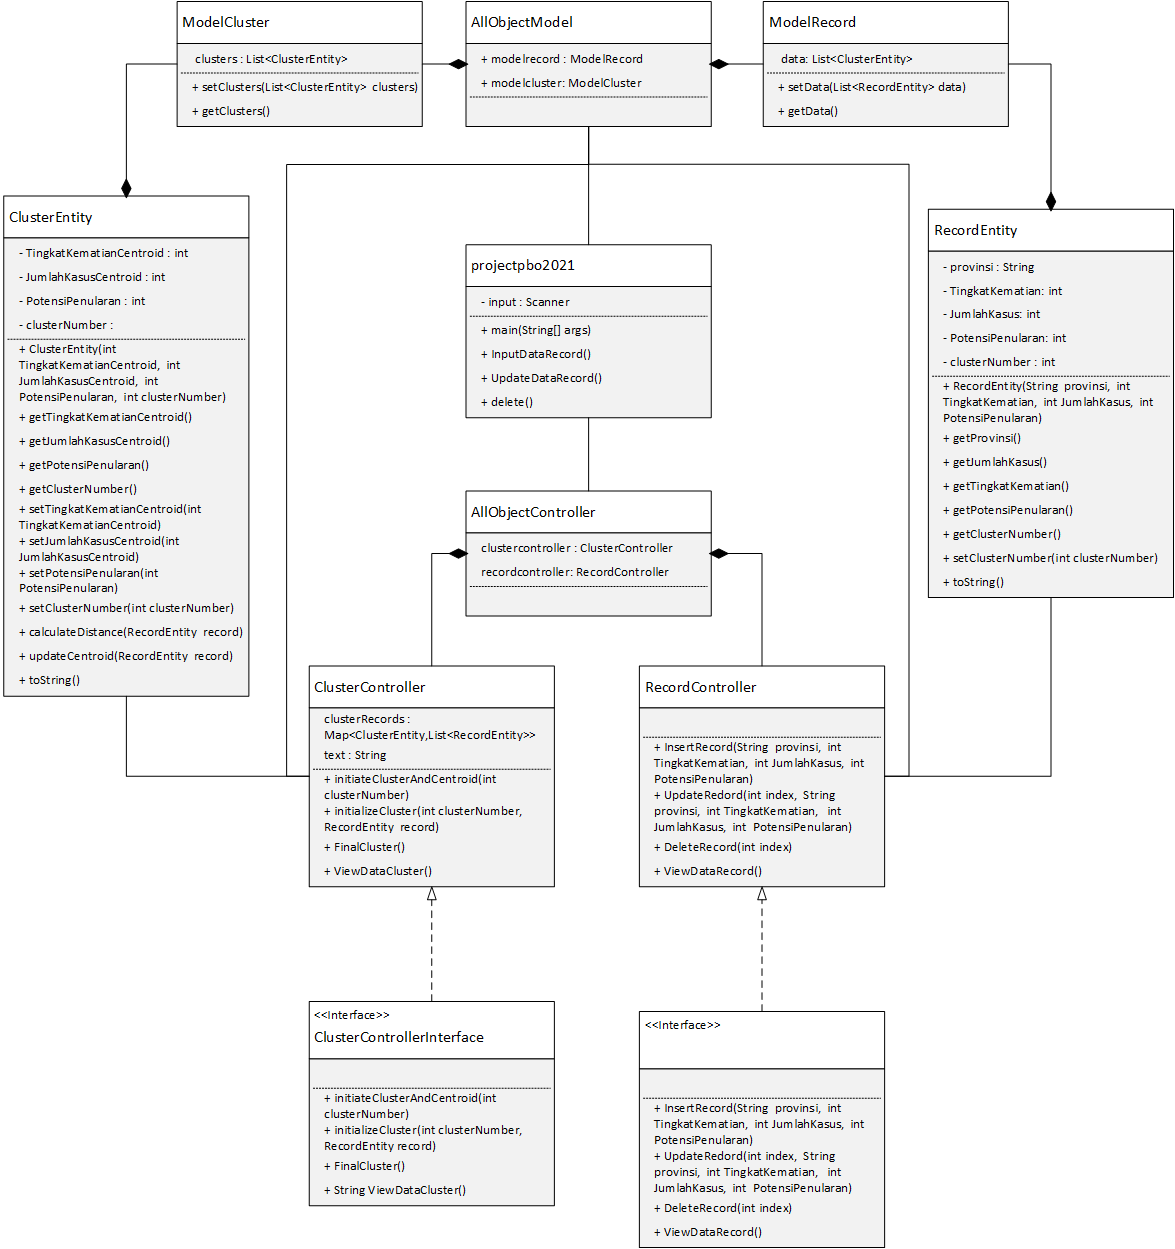 ModelCluster
clusters : List<ClusterEntity>
+ setClusters(List<ClusterEntity> clusters)
+ getClusters()
AllObjectModel
+ modelrecord : ModelRecord
+ modelcluster: ModelCluster
ModelRecord
data: List<ClusterEntity>
+ setData(List<RecordEntity> data)
+ getData()
ClusterEntity
- TingkatKematianCentroid : int
- JumlahKasusCentroid : int
- PotensiPenularan : int
- clusterNumber :
+ ClusterEntity(int
TingkatKematianCentroid, int
JumlahKasusCentroid, int
PotensiPenularan, int clusterNumber)
+ getTingkatKematianCentroid()
+ getJumlahKasusCentroid()
+ getPotensiPenularan()
+ getClusterNumber()
+ setTingkatKematianCentroid(int
TingkatKematianCentroid)
+ setJumlahKasusCentroid(int
JumlahKasusCentroid)
+ setPotensiPenularan(int
PotensiPenularan)
+ setClusterNumber(int clusterNumber)
+ calculateDistance(RecordEntity record)
+ updateCentroid(RecordEntity record)
+ toString()
projectpbo2021
- input : Scanner
+ main(String[] args)
+ InputDataRecord()
+ UpdateDataRecord()
+ delete()
RecordEntity
- provinsi : String
- TingkatKematian: int
- JumlahKasus: int
- PotensiPenularan: int
- clusterNumber : int
+ RecordEntity(String provinsi, int
TingkatKematian, int JumlahKasus, int
PotensiPenularan)
+ getProvinsi()
+ getJumlahKasus()
+ getTingkatKematian()
+ getPotensiPenularan()
+ getClusterNumber()
+ setClusterNumber(int clusterNumber)
+ toString()
AllObjectController
clustercontroller : ClusterController
recordcontroller: RecordController
ClusterController
clusterRecords :
Map<ClusterEntity,List<RecordEntity>>
text : String
+ initiateClusterAndCentroid(int
clusterNumber)
+ initializeCluster(int clusterNumber,
RecordEntity record)
+ FinalCluster()
+ ViewDataCluster()
RecordController
+ InsertRecord(String provinsi, int
TingkatKematian, int JumlahKasus, int
PotensiPenularan)
+ UpdateRedord(int index, String
provinsi, int TingkatKematian, int
JumlahKasus, int PotensiPenularan)
+ DeleteRecord(int index)
+ ViewDataRecord()
<<Interface>>
ClusterControllerInterface
+ initiateClusterAndCentroid(int
clusterNumber)
+ initializeCluster(int clusterNumber,
RecordEntity record)
+ FinalCluster()
+ String ViewDataCluster()
<<Interface>>
+ InsertRecord(String provinsi, int
TingkatKematian, int JumlahKasus, int
PotensiPenularan)
+ UpdateRedord(int index, String
provinsi, int TingkatKematian, int
JumlahKasus, int PotensiPenularan)
+ DeleteRecord(int index)
+ ViewDataRecord()